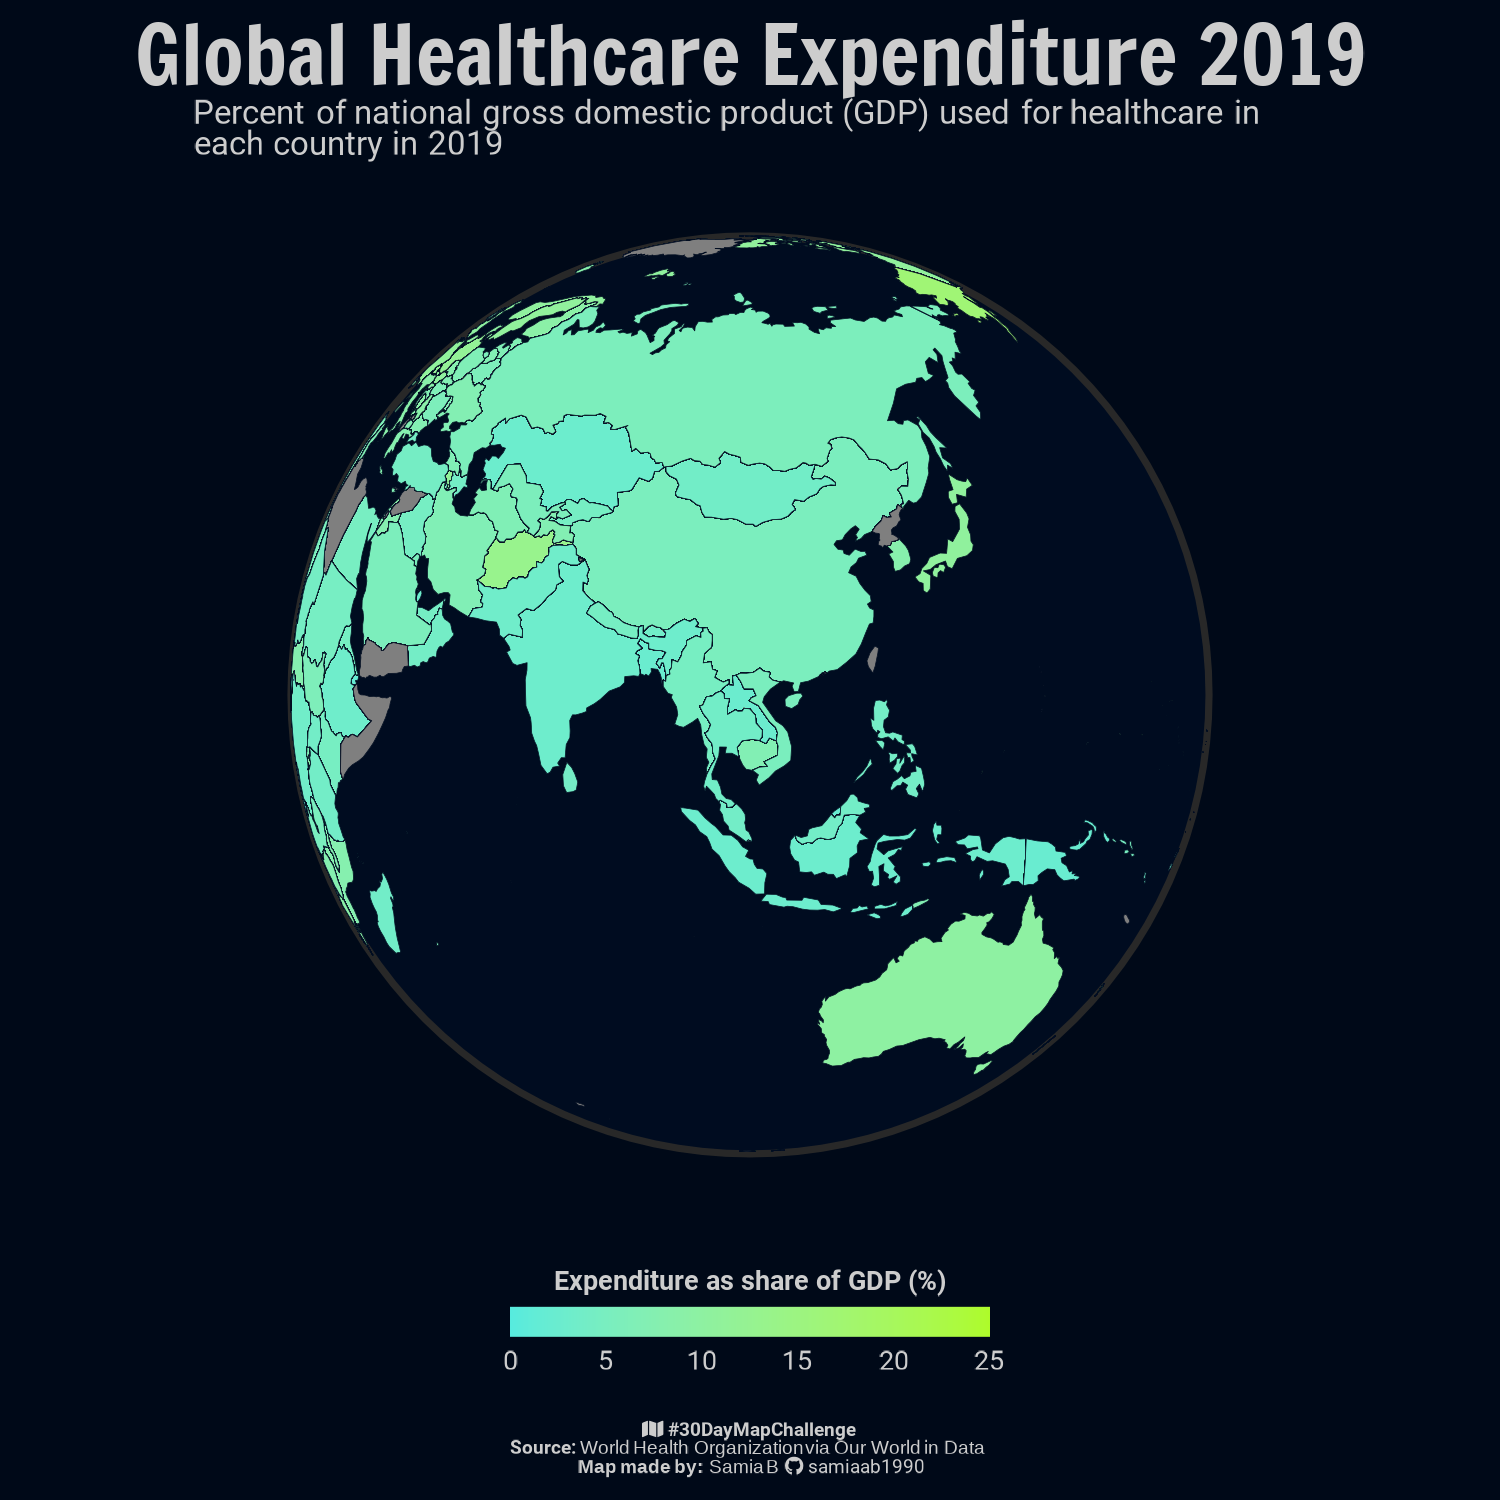 Global Healthcare Expenditure 2019
Percent of national gross domestic product (GDP) used for healthcare in
each country in 2019
Expenditure as share of GDP (%)
0 5 10 15 20 25
#30DayMapChallenge
Source: World Health Organization via Our World in Data
Map made by: Samia B samiaab1990